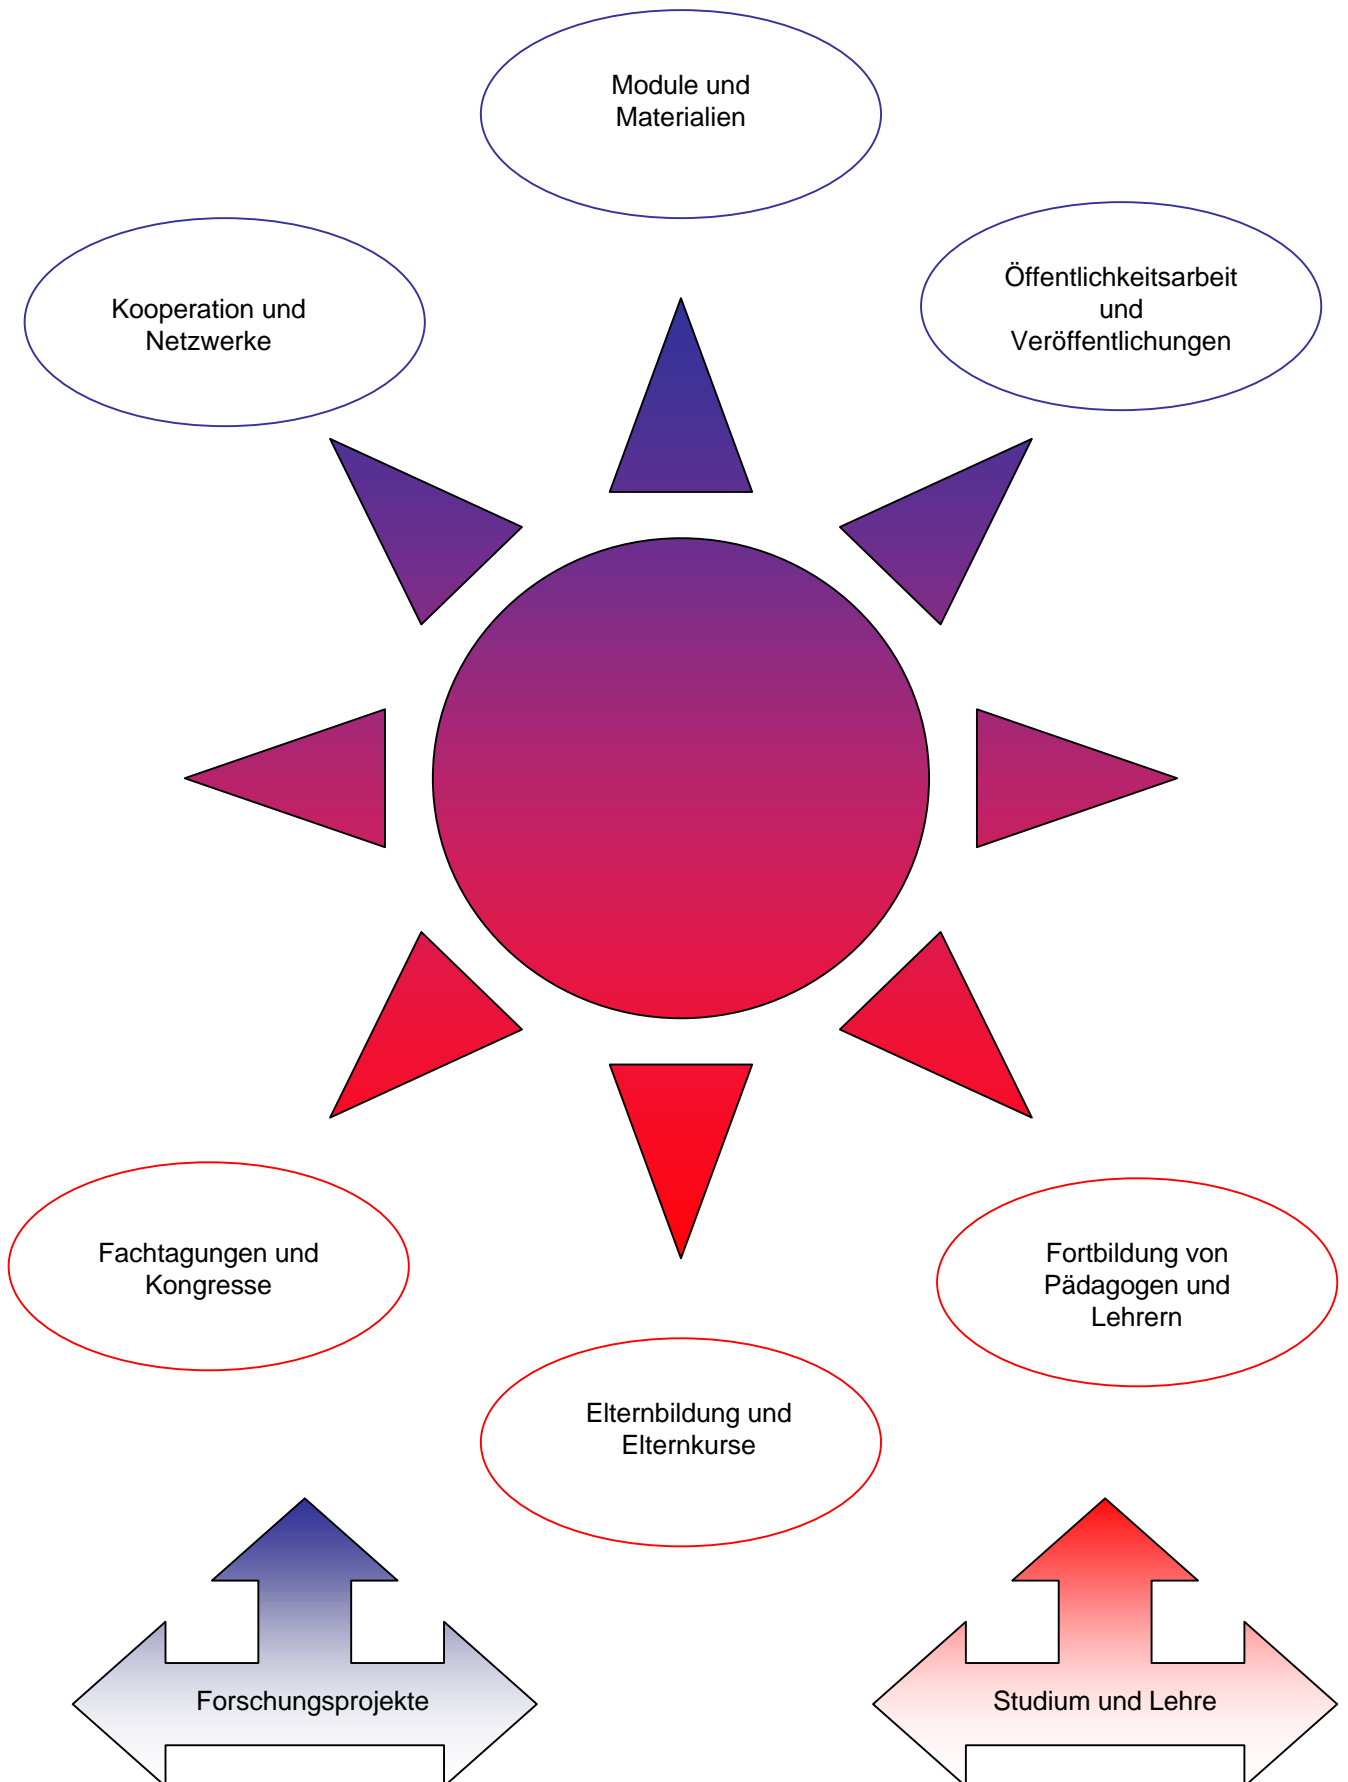 Module und
Materialien
Öffentlichkeitsarbeit
und
Veröffentlichungen
Kooperation und
Netzwerke
Fachtagungen und
Kongresse
Fortbildung von
Pädagogen und
Lehrern
Elternbildung und
Elternkurse
Forschungsprojekte
Studium und Lehre